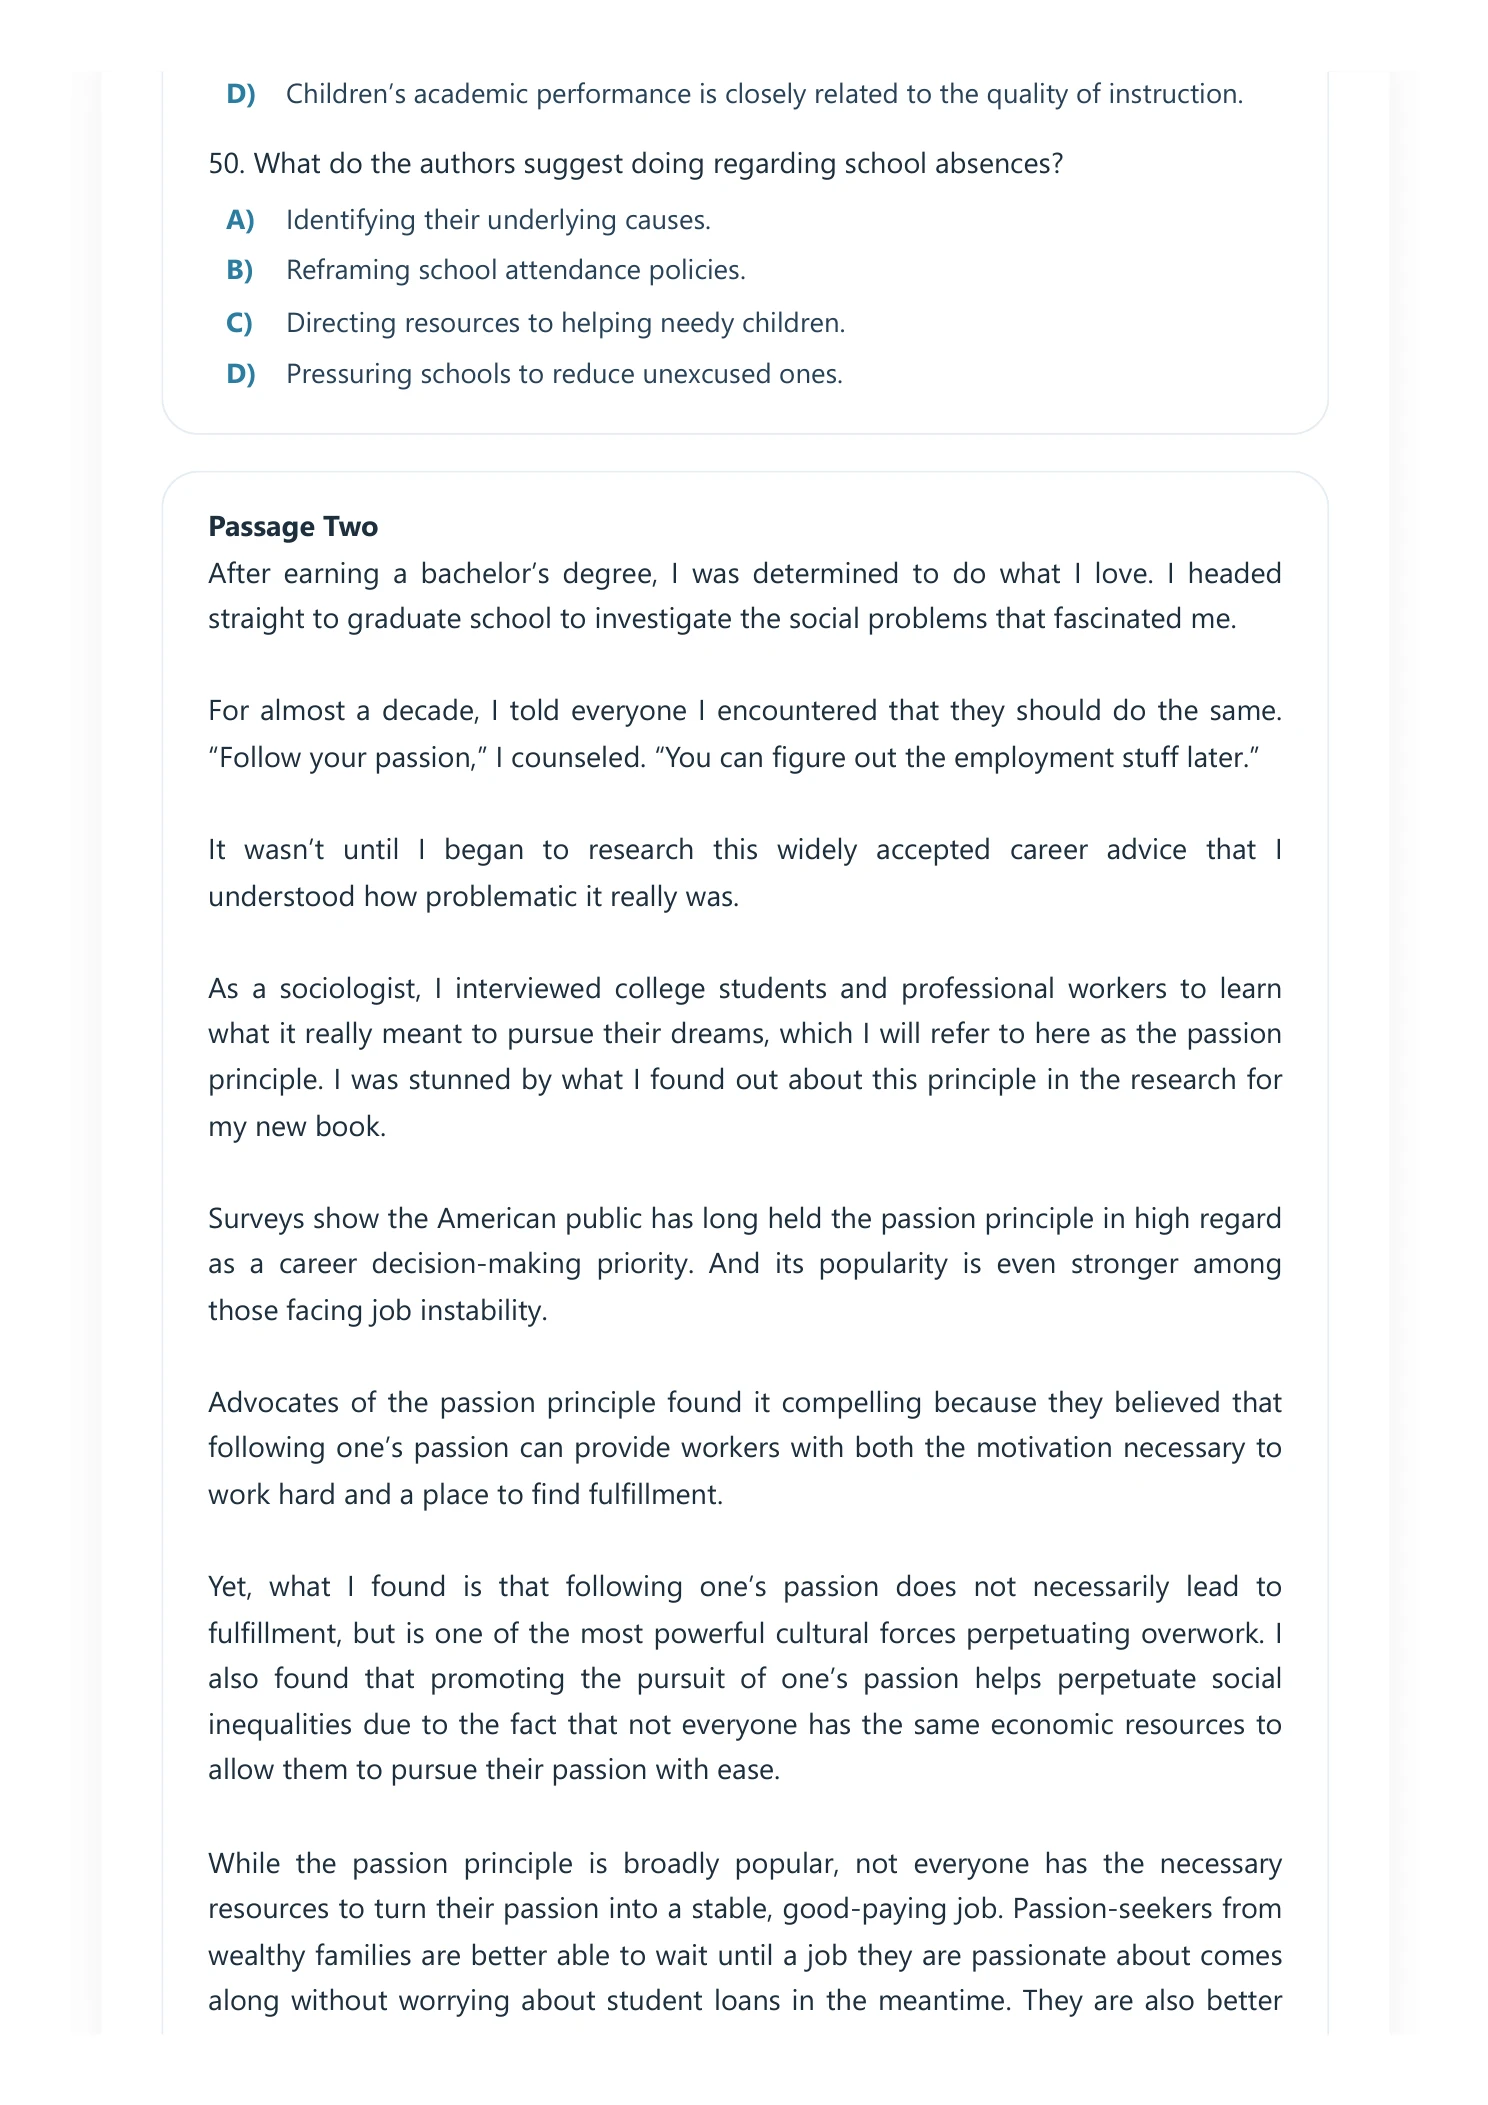 D) Children’s academic performance is closely related to the quality of instruction.
50. What do the authors suggest doing regarding school absences?
A) Identifying their underlying causes.
B) Reframing school attendance policies.
C) Directing resources to helping needy children.
D) Pressuring schools to reduce unexcused ones.
Passage Two
After earning a bachelor’s degree, I was determined to do what I love. I headed
straight to graduate school to investigate the social problems that fascinated me.
For almost a decade, I told everyone I encountered that they should do the same.
“Follow your passion,” I counseled. “You can figure out the employment stuff later.”
It wasn’t until I began to research this widely accepted career advice that I
understood how problematic it really was.
As a sociologist, I interviewed college students and professional workers to learn
what it really meant to pursue their dreams, which I will refer to here as the passion
principle. I was stunned by what I found out about this principle in the research for
my new book.
Surveys show the American public has long held the passion principle in high regard
as a career decision-making priority. And its popularity is even stronger among
those facing job instability.
Advocates of the passion principle found it compelling because they believed that
following one’s passion can provide workers with both the motivation necessary to
work hard and a place to find fulfillment.
Yet, what I found is that following one’s passion does not necessarily lead to
fulfillment, but is one of the most powerful cultural forces perpetuating overwork. I
also found that promoting the pursuit of one’s passion helps perpetuate social
inequalities due to the fact that not everyone has the same economic resources to
allow them to pursue their passion with ease.
While the passion principle is broadly popular, not everyone has the necessary
resources to turn their passion into a stable, good-paying job. Passion-seekers from
wealthy families are better able to wait until a job they are passionate about comes
along without worrying about student loans in the meantime. They are also better